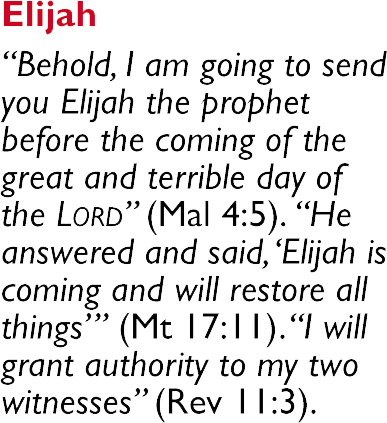 Elijah
“Behold, I am going to send
you Elijah the prophet
before the coming of the
great and terrible day of
the LORD” (Mal 4:5). “He
answered and said, ‘Elijah is
coming and will restore all
things’” (Mt 17:11). “I will
grant authority to my two
witnesses” (Rev 11:3).